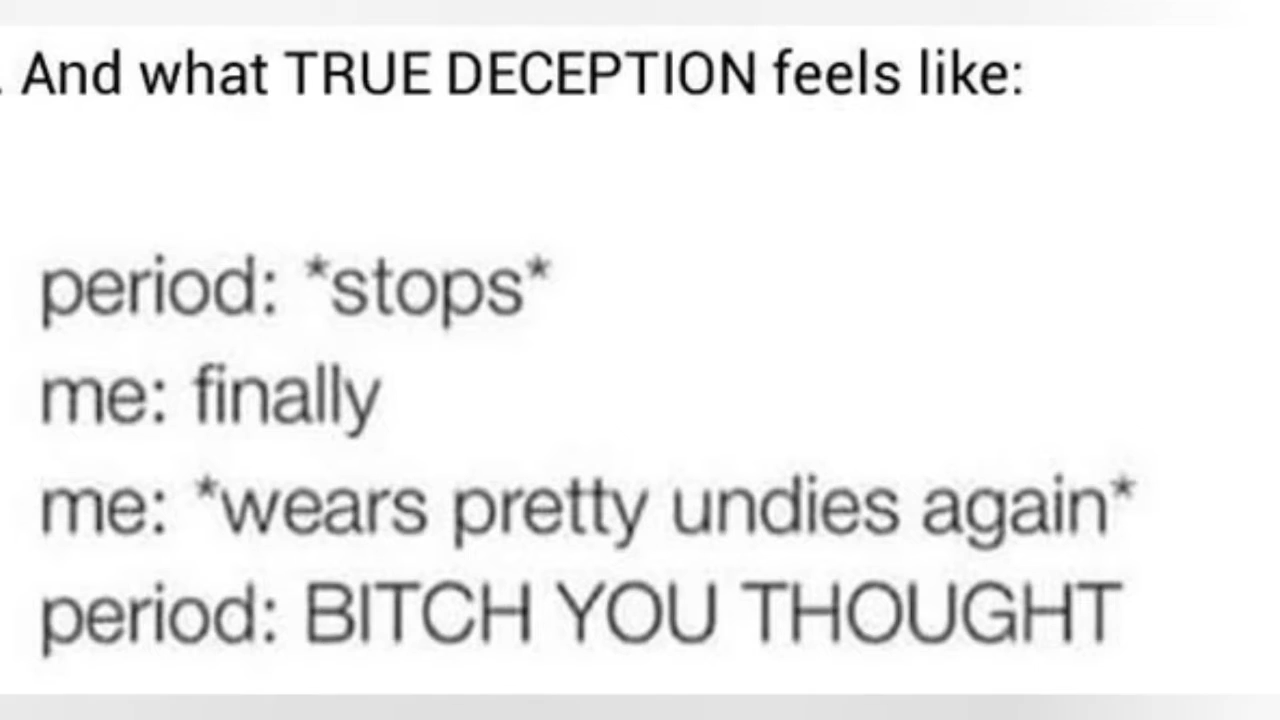 . And what TRUE DECEPTION feels like:
period: *stops*
me: finally
me: *wears pretty undies again*
period: BITCH YOU THOUGHT